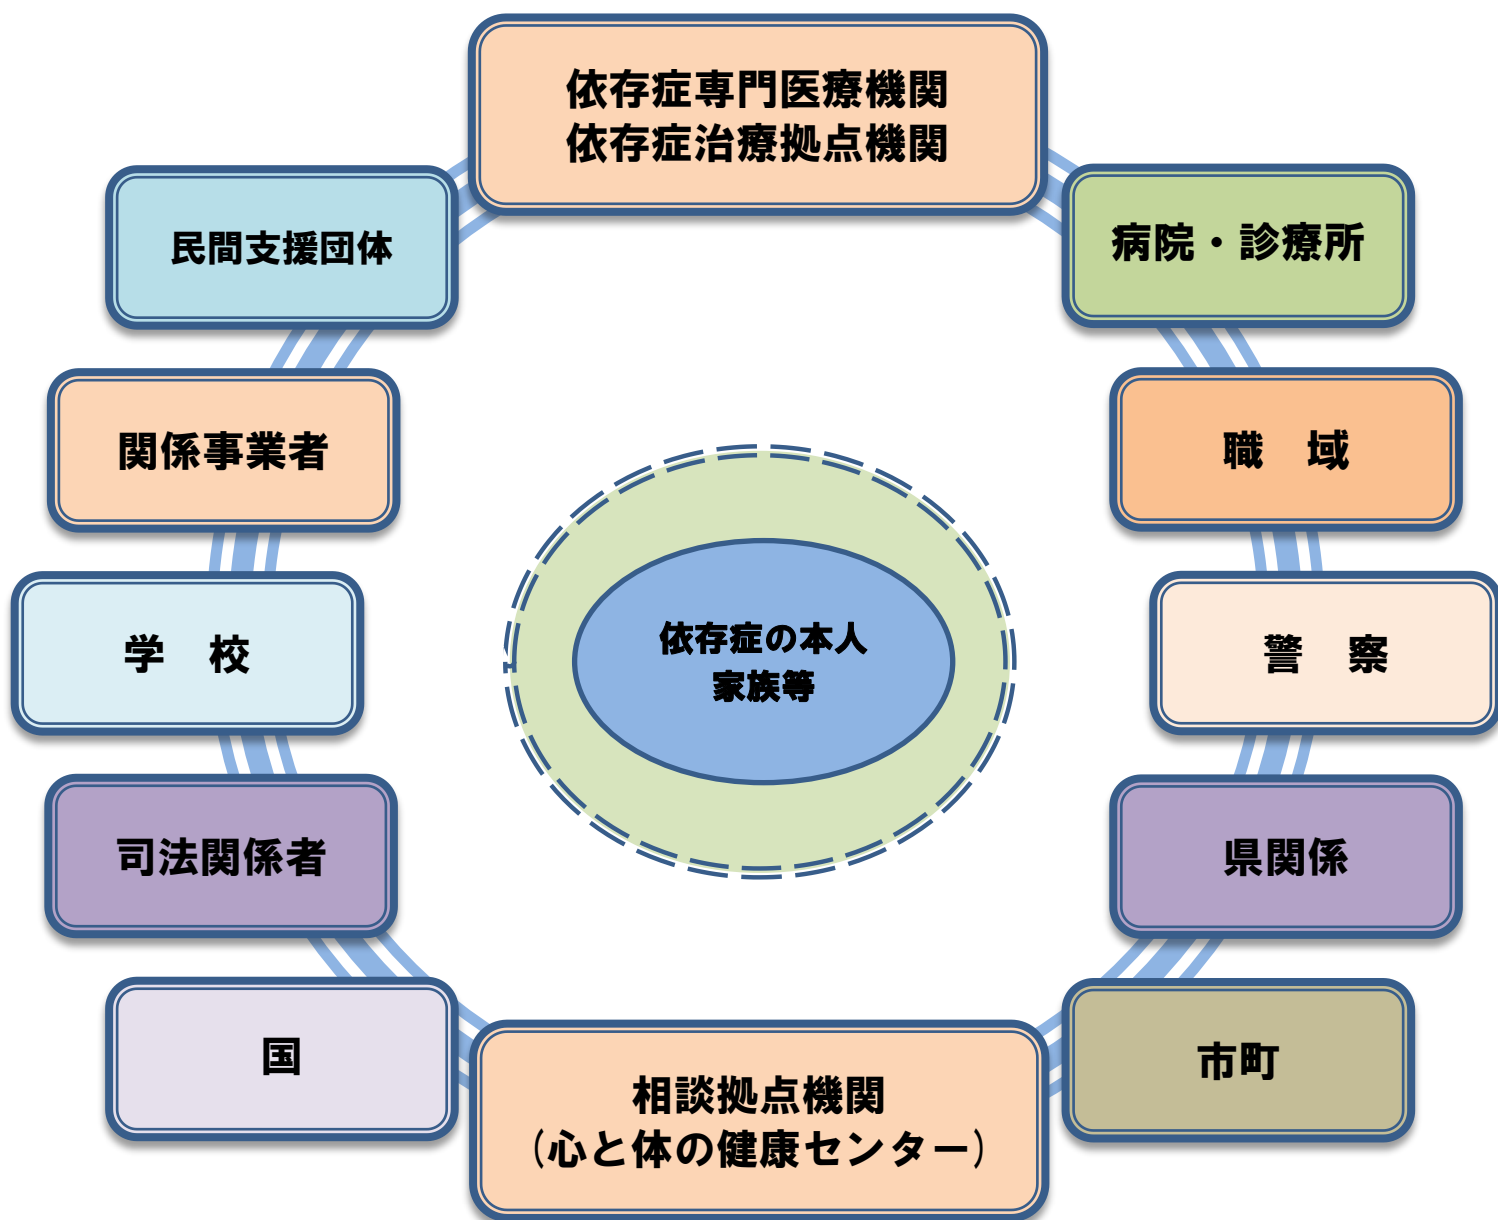 依存症専門医療機関
依存症治療拠点機関
民間支援団体
病院・診療所
関係事業者
職　域
依存症の本人
家族等
学　校
警　察
司法関係者
県関係
国
市町
相談拠点機関
（心と体の健康センター）